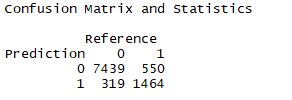 Confusion Matrix and Statistics
Reference
Prediction 0 1
0 7439 550
1 319 1464